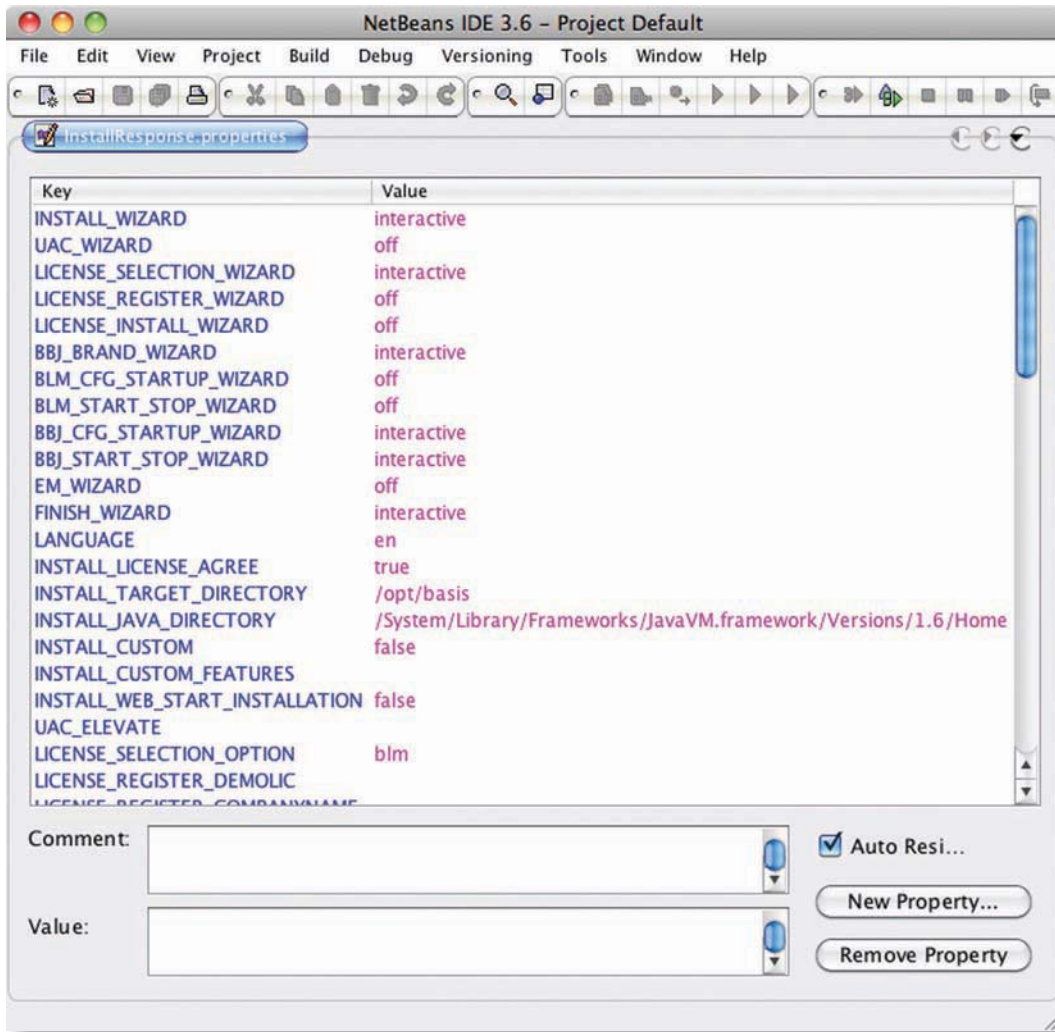 NetBeans IDE 3.6 – Project Default
File Edit View Project Build Debug Versioning Tools Window Help
InstallResponse.properties
Key Value
INSTALL_WIZARD interactive
UAC_WIZARD off
LICENSE_SELECTION_WIZARD interactive
LICENSE_REGISTER_WIZARD off
LICENSE_INSTALL_WIZARD off
BBJ_BRAND_WIZARD interactive
BLM_CFG_STARTUP_WIZARD off
BLM_START_STOP_WIZARD off
BBJ_CFG_STARTUP_WIZARD interactive
BBJ_START_STOP_WIZARD interactive
EM_WIZARD off
FINISH_WIZARD interactive
LANGUAGE en
INSTALL_LICENSE_AGREE true
INSTALL_TARGET_DIRECTORY /opt/basis
INSTALL_JAVA_DIRECTORY /System/Library/Frameworks/JavaVM.framework/Versions/1.6/Home
INSTALL_CUSTOM false
INSTALL_CUSTOM_FEATURES
INSTALL_WEB_START_INSTALLATION false
UAC_ELEVATE
LICENSE_SELECTION_OPTION blm
LICENSE_REGISTER_DEMOLIC
LICENSE_REGISTER_COMPANYNAME
Comment:
Auto Resi...
New Property...
Value:
Remove Property